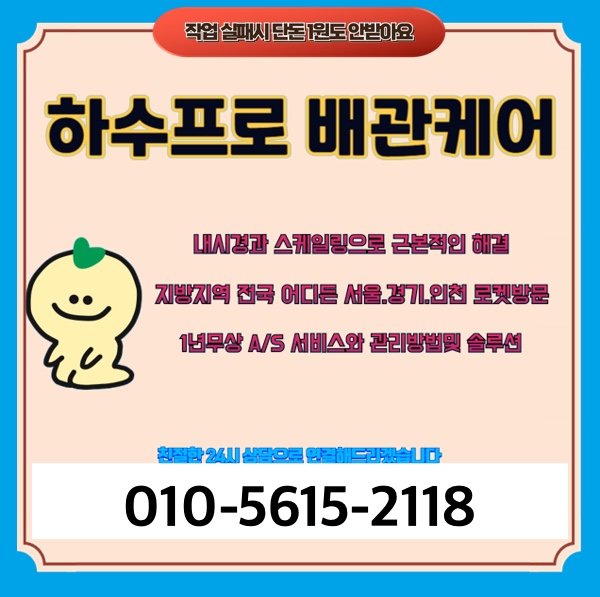 작업 실패시 단돈 1원도 안받아요
하수프로 배관케어
내시경과 스케일링으로 근본적인 해결
지방지역 전국 어디든 서울.경기.인천 로켓방문
1년무상 A/S 서비스와 관리방법및 솔루션
친절한 24시 상담으로 연결해드리겠습니다
010-5615-2118